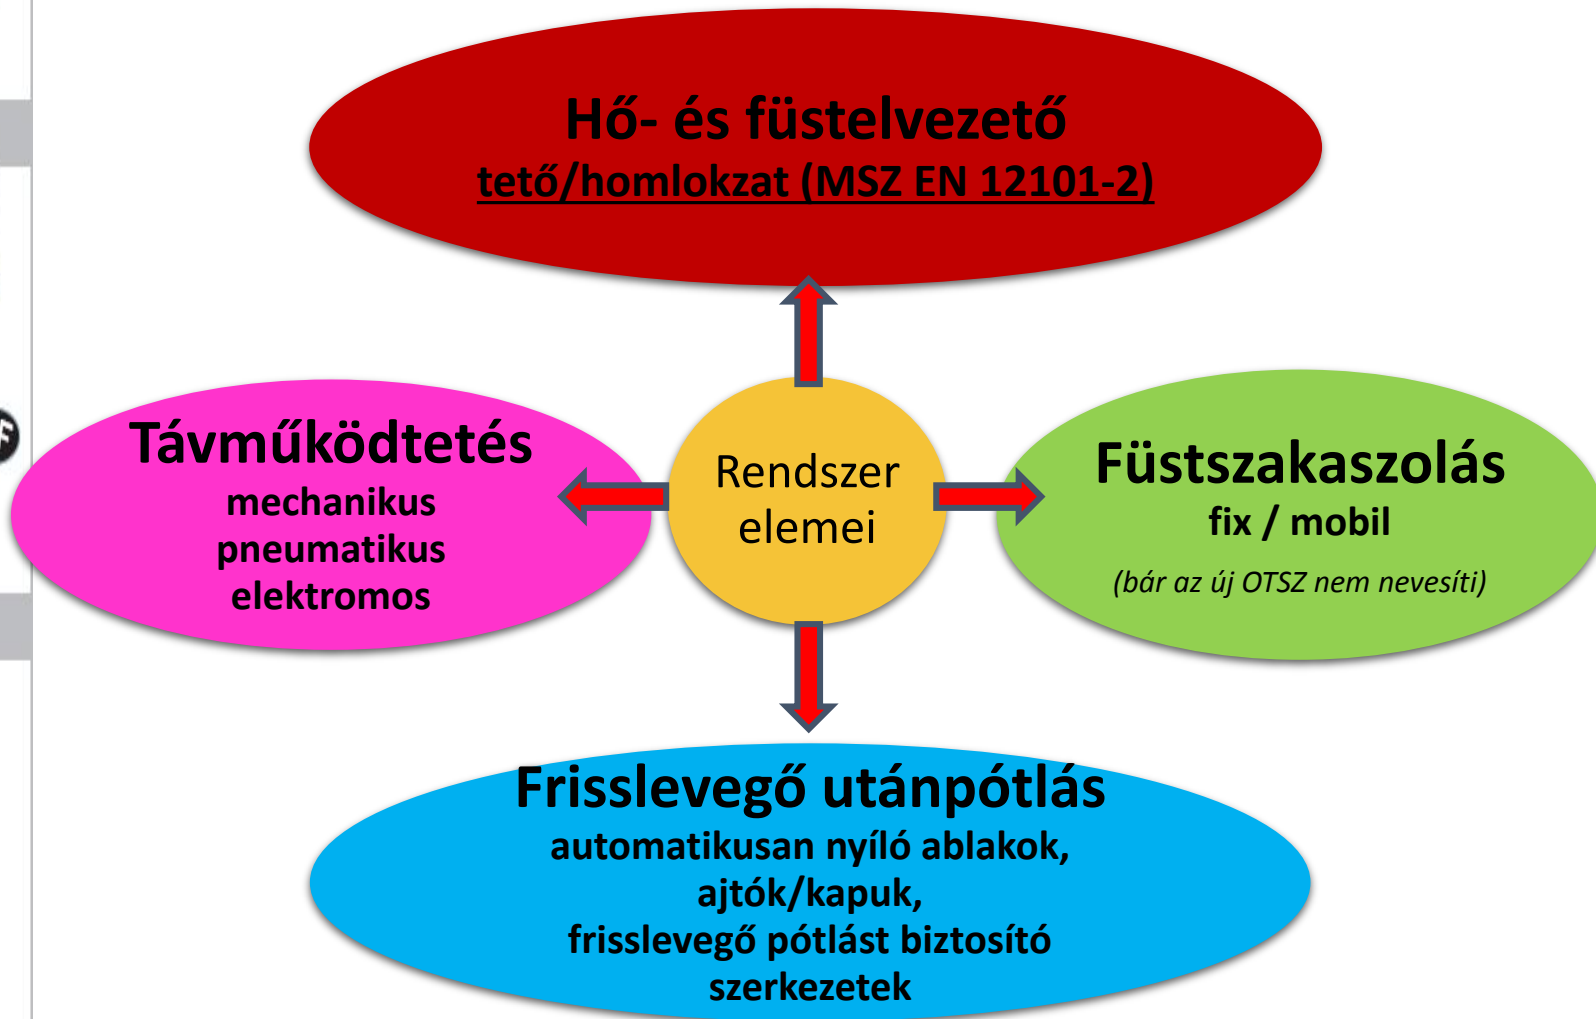 Hő- és füstelvezető
tető/homlokzat (MSZ EN 12101-2)
Távműködtetés
mechanikus
pneumatikus
elektromos
Rendszer
elemei
Füstszakaszolás
fix / mobil
(bár az új OTSZ nem nevesíti)
Frisslevegő utánpótlás
automatikusan nyíló ablakok,
ajtók/kapuk,
frisslevegő pótlást biztosító
szerkezetek